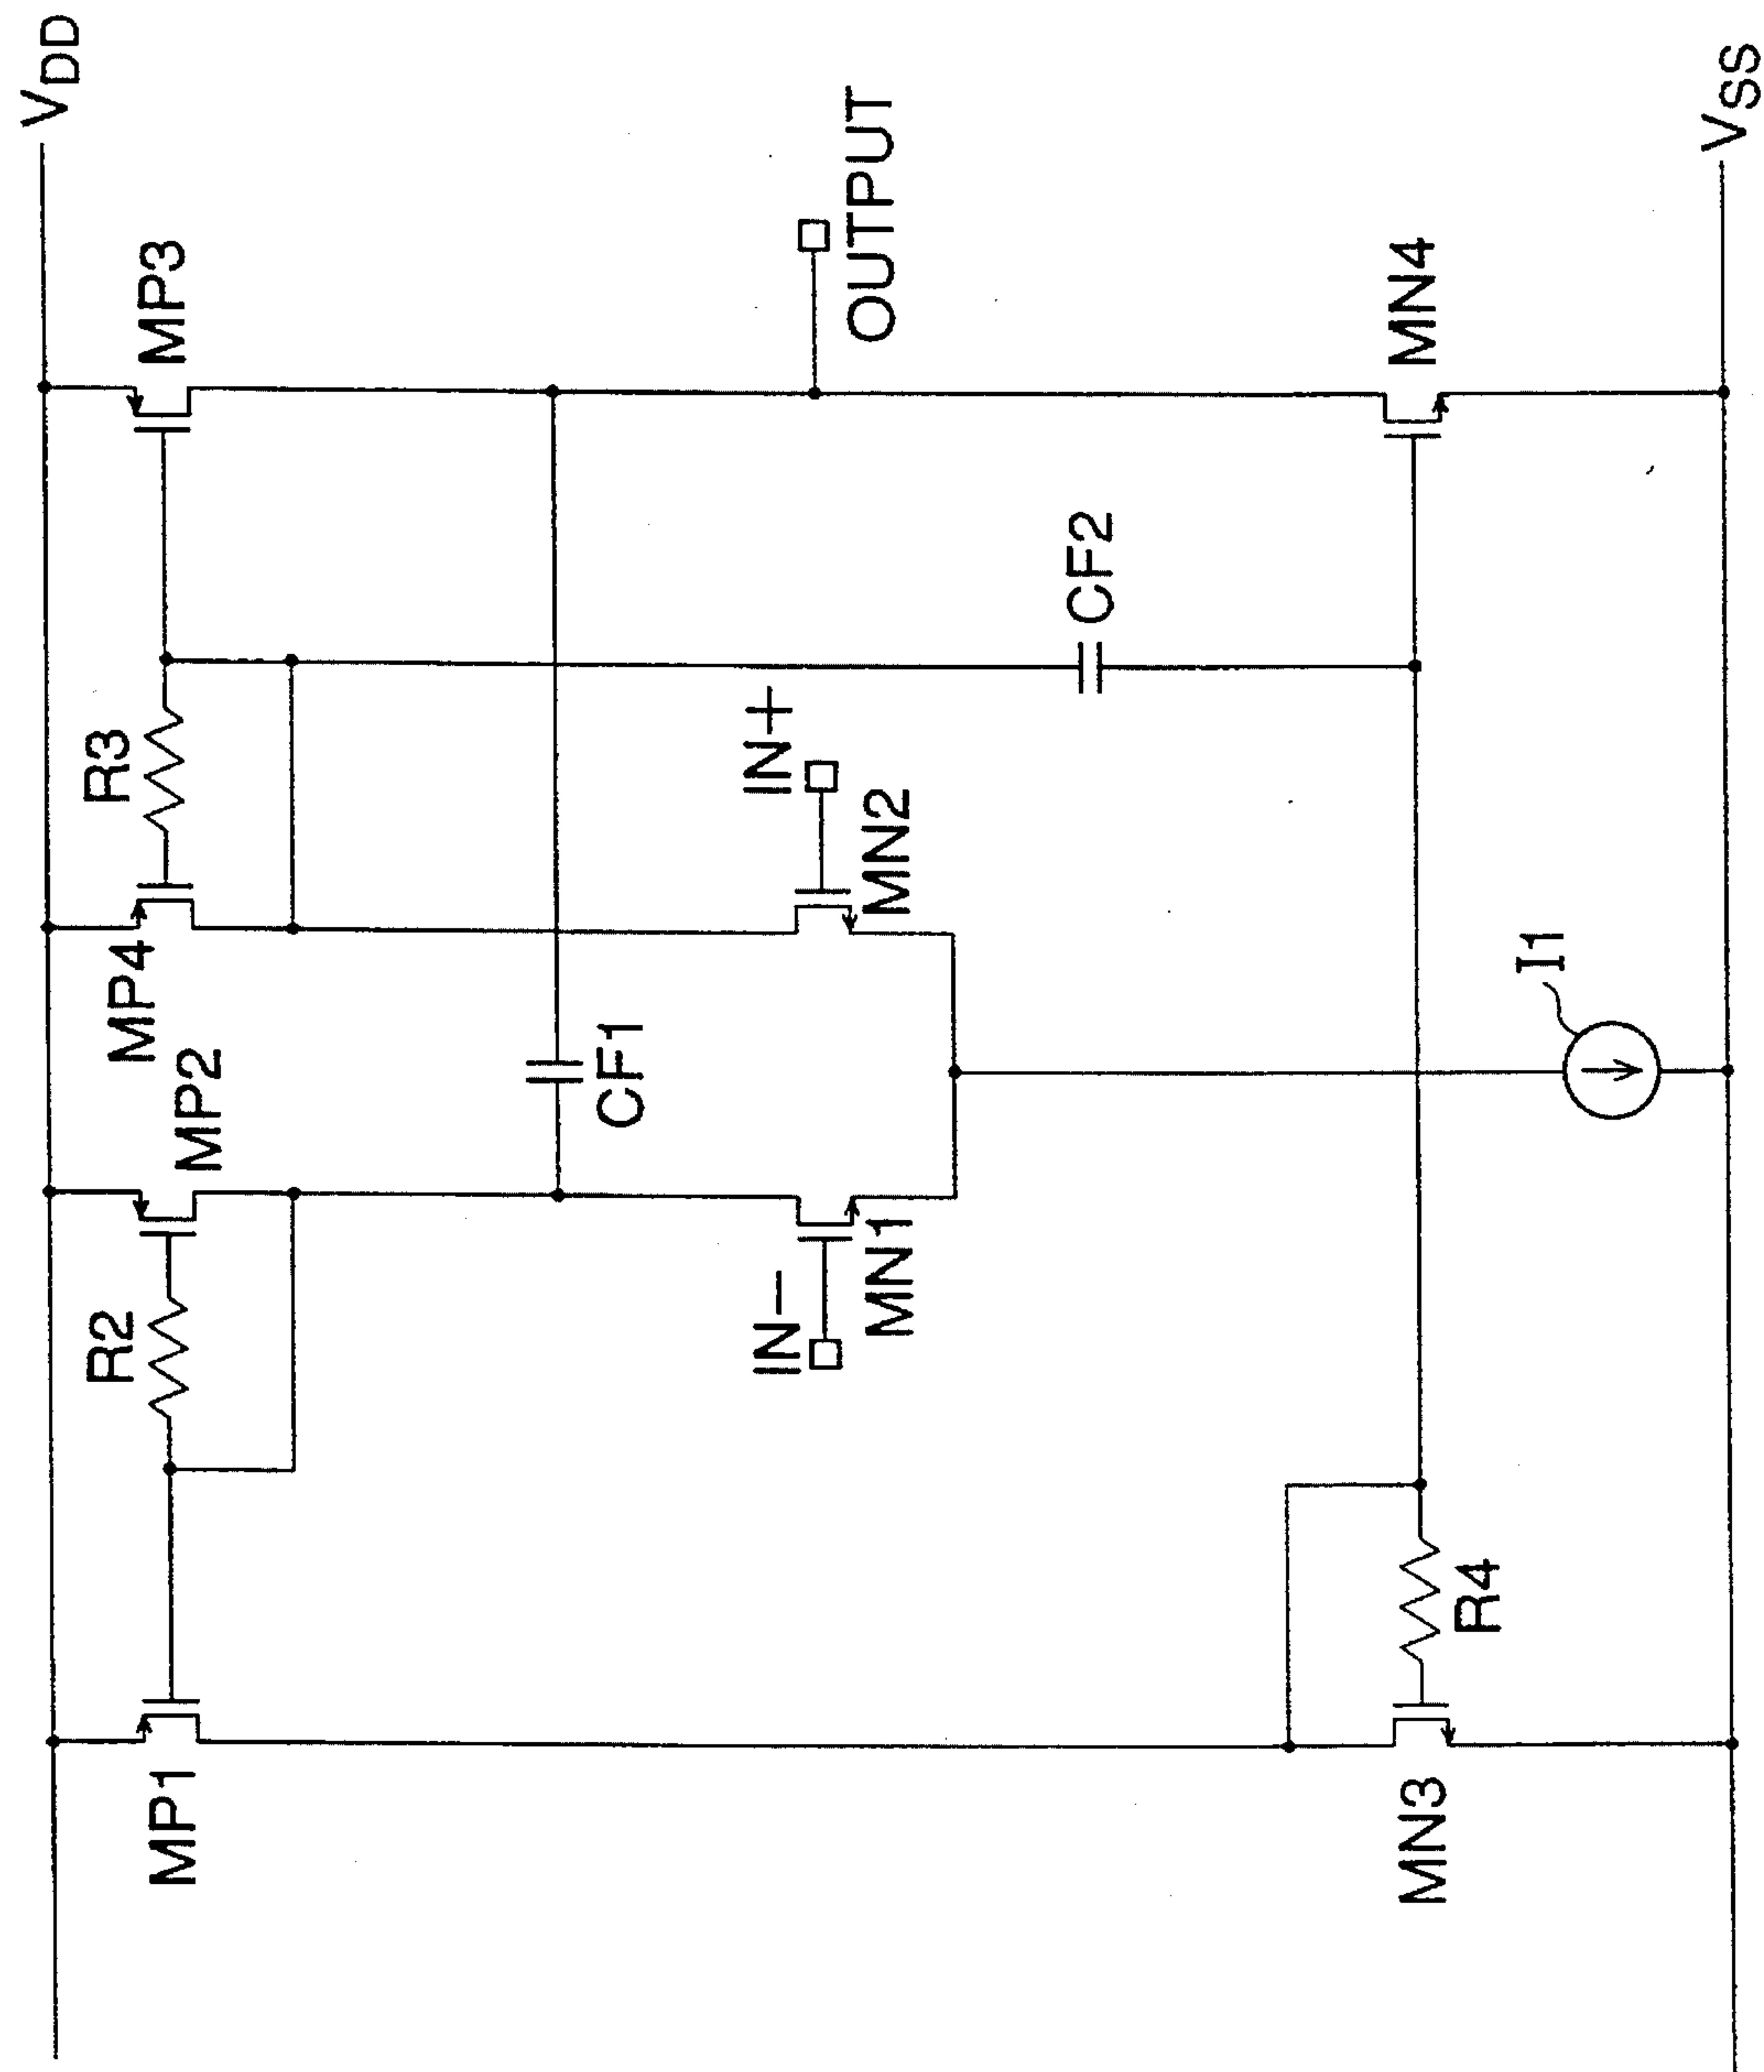 VDD
MP3
OUTPUT
MN4
VSS
R3
MP4
IN+
MN2
CF2
MP2
CF1
I1
R2
IN−
MN1
MP1
R4
MN3